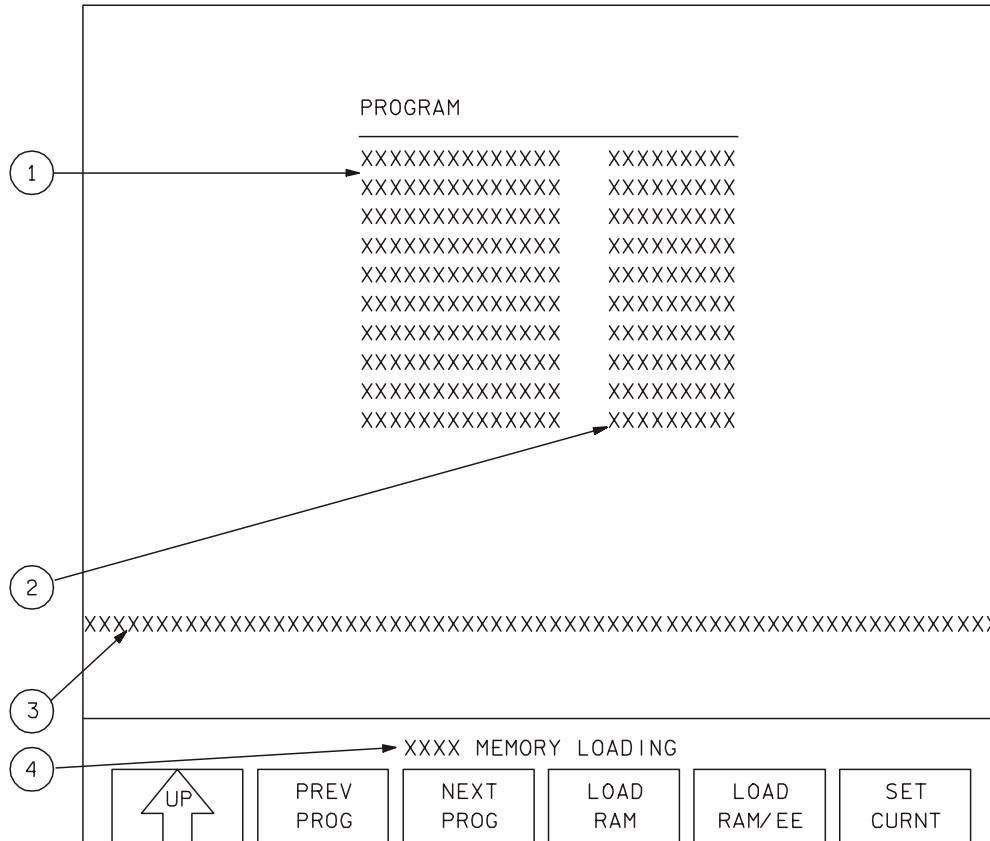 PROGRAM
1
XXXXXXXXXXXXXX XXXXXXXXX
XXXXXXXXXXXXXX XXXXXXXXX
XXXXXXXXXXXXXX XXXXXXXXX
XXXXXXXXXXXXXX XXXXXXXXX
XXXXXXXXXXXXXX XXXXXXXXX
XXXXXXXXXXXXXX XXXXXXXXX
XXXXXXXXXXXXXX XXXXXXXXX
XXXXXXXXXXXXXX XXXXXXXXX
XXXXXXXXXXXXXX XXXXXXXXX
XXXXXXXXXXXXXX XXXXXXXXX
2
XXXXXXXXXXXXXXXXXXXXXXXXXXXXXXXXXXXXXXXXXXXXXXXXXXXXXXXXXXXXXXX
3
XXXX MEMORY LOADING
4
UP
PREV
PROG
NEXT
PROG
LOAD
RAM
LOAD
RAM/EE
SET
CURNT